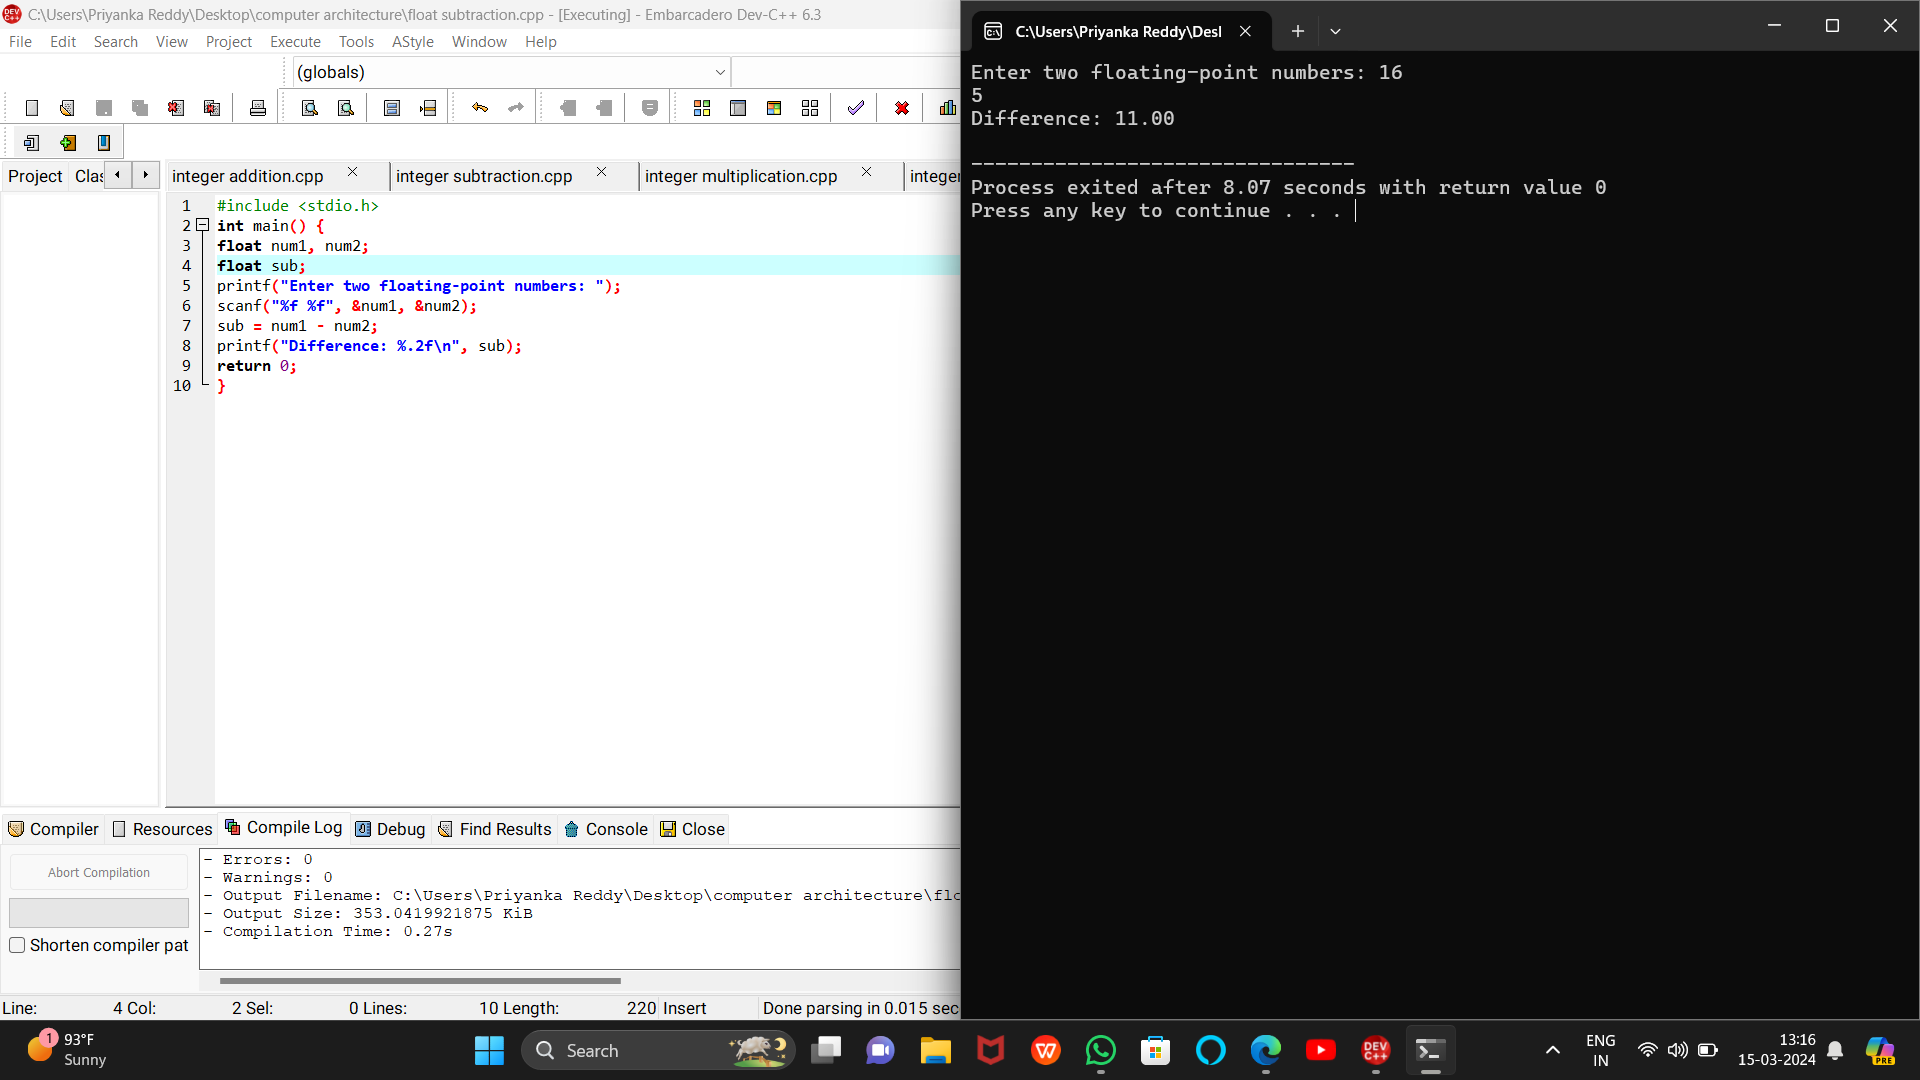 C:\Users\Priyanka Reddy\Desktop\computer architecture\float subtraction.cpp - [Executing] - Embarcadero Dev-C++ 6.3
File Edit Search View Project Execute Tools AStyle Window Help
(globals)
Project Clas
integer addition.cpp integer subtraction.cpp integer multiplication.cpp intege
1 #include <stdio.h>
2 int main() {
3 float num1, num2;
4 float sub;
5 printf("Enter two floating-point numbers: ");
6 scanf("%f %f", &num1, &num2);
7 sub = num1 - num2;
8 printf("Difference: %.2f\n", sub);
9 return 0;
10 }
Compiler Resources Compile Log Debug Find Results Console Close
Abort Compilation
Shorten compiler pat
- Errors: 0
- Warnings: 0
- Output Filename: C:\Users\Priyanka Reddy\Desktop\computer architecture\flo
- Output Size: 353.0419921875 KiB
- Compilation Time: 0.27s
Line: 4 Col: 2 Sel: 0 Lines: 10 Length: 220 Insert Done parsing in 0.015 sec
C:\Users\Priyanka Reddy\Desl
Enter two floating-point numbers: 16
5
Difference: 11.00
--------------------------------
Process exited after 8.07 seconds with return value 0
Press any key to continue . . .
1
93°F
Sunny
Search
DEV
C++
ENG
IN
13:16
15-03-2024
PRE